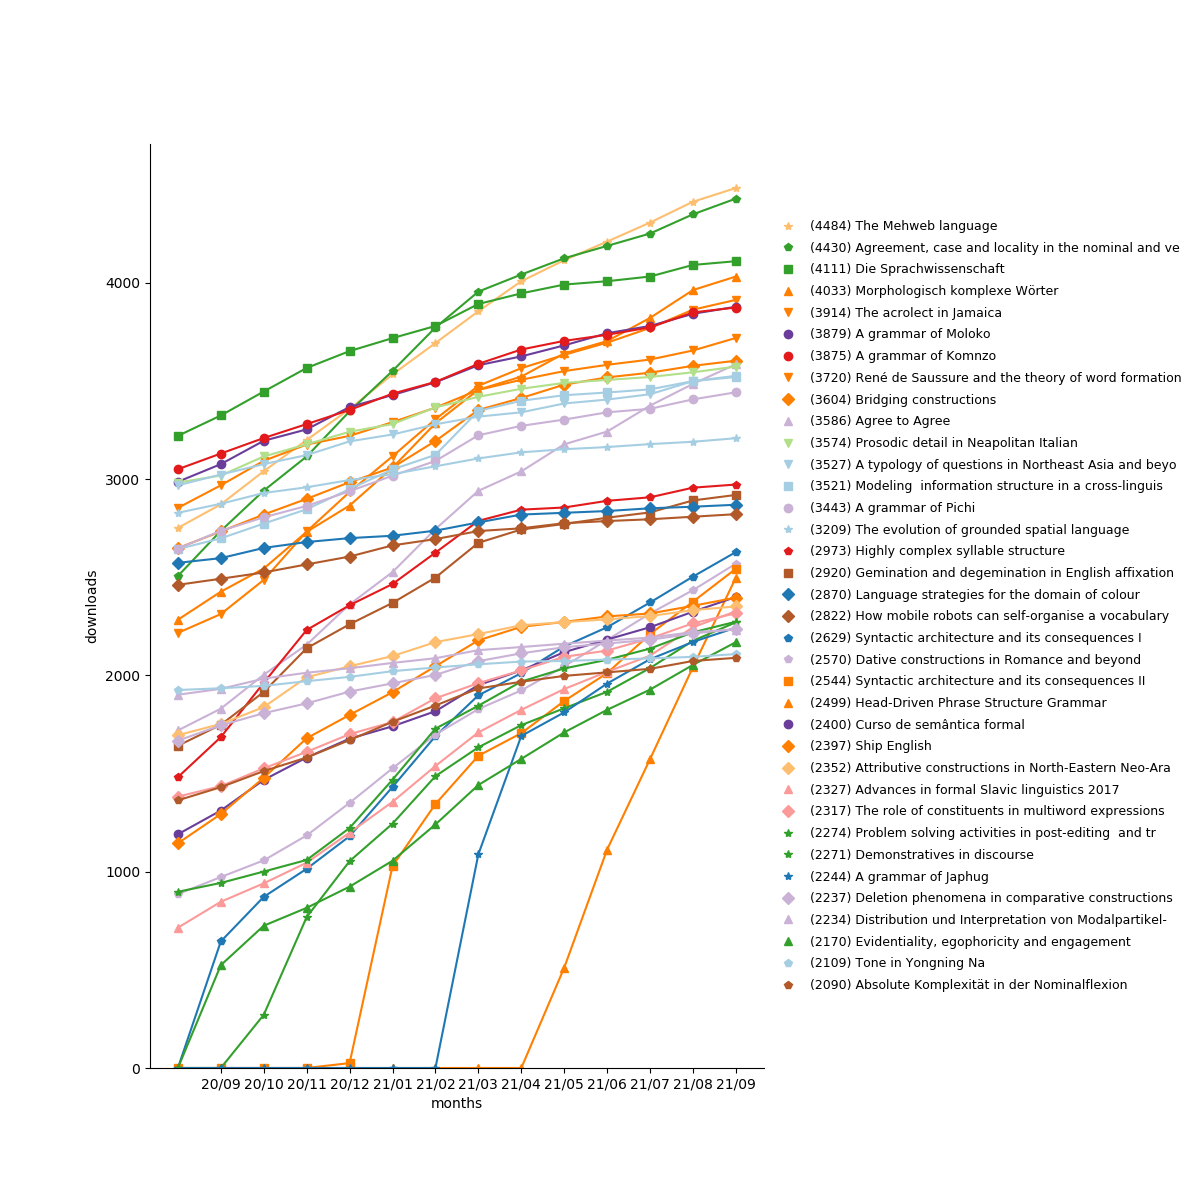 downloads
4000
3000
2000
1000
0
20/09 20/10 20/11 20/12 21/01 21/02 21/03 21/04 21/05 21/06 21/07 21/08 21/09
months
(4484) The Mehweb language
(4430) Agreement, case and locality in the nominal and ve
(4111) Die Sprachwissenschaft
(4033) Morphologisch komplexe Wörter
(3914) The acrolect in Jamaica
(3879) A grammar of Moloko
(3875) A grammar of Komnzo
(3720) René de Saussure and the theory of word formation
(3604) Bridging constructions
(3586) Agree to Agree
(3574) Prosodic detail in Neapolitan Italian
(3527) A typology of questions in Northeast Asia and beyo
(3521) Modeling  information structure in a cross-linguis
(3443) A grammar of Pichi
(3209) The evolution of grounded spatial language
(2973) Highly complex syllable structure
(2920) Gemination and degemination in English affixation
(2870) Language strategies for the domain of colour
(2822) How mobile robots can self-organise a vocabulary
(2629) Syntactic architecture and its consequences I
(2570) Dative constructions in Romance and beyond
(2544) Syntactic architecture and its consequences II
(2499) Head-Driven Phrase Structure Grammar
(2400) Curso de semântica formal
(2397) Ship English
(2352) Attributive constructions in North-Eastern Neo-Ara
(2327) Advances in formal Slavic linguistics 2017
(2317) The role of constituents in multiword expressions
(2274) Problem solving activities in post-editing  and tr
(2271) Demonstratives in discourse
(2244) A grammar of Japhug
(2237) Deletion phenomena in comparative constructions
(2234) Distribution und Interpretation von Modalpartikel-
(2170) Evidentiality, egophoricity and engagement
(2109) Tone in Yongning Na
(2090) Absolute Komplexität in der Nominalflexion